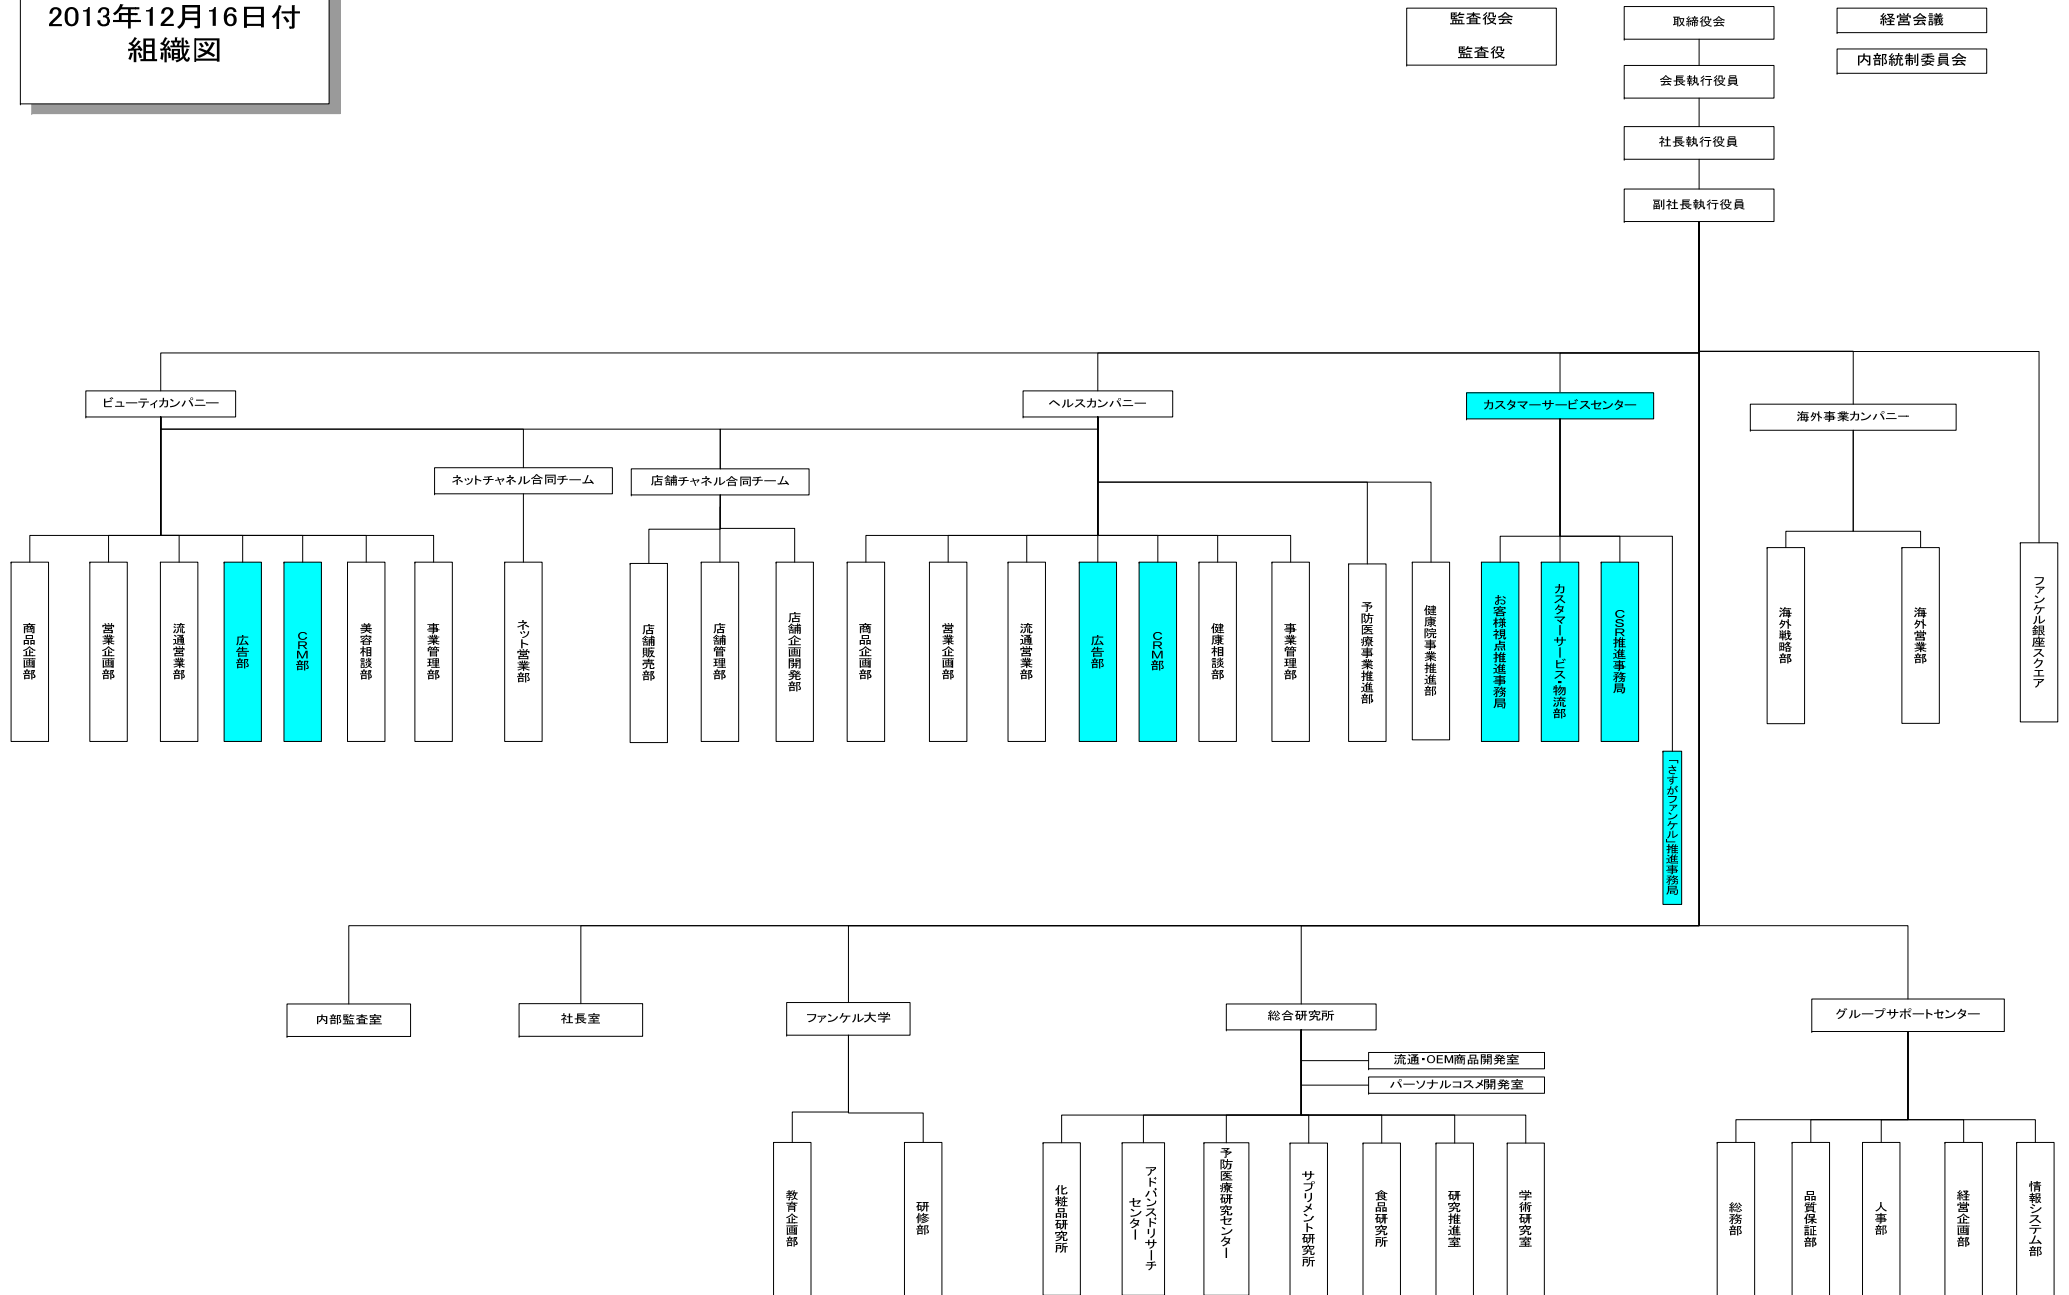 2013年12月16日付
組織図
監査役会
監査役
取締役会
経営会議
内部統制委員会
会長執行役員
社長執行役員
副社長執行役員
ビューティカンパニー
ヘルスカンパニー
カスタマーサービスセンター
海外事業カンパニー
ネットチャネル合同チーム
店舗チャネル合同チーム
商品企画部
営業企画部
流通営業部
広告部
CRM部
美容相談部
事業管理部
ネット営業部
店舗販売部
店舗管理部
店舗企画開発部
商品企画部
営業企画部
流通営業部
広告部
CRM部
健康相談部
事業管理部
予防医療事業推進部
健康院事業推進部
お客様視点推進事務局
カスタマーサービス・物流部
CSR推進事務局
「さすがファンケル」推進事務局
海外戦略部
海外営業部
ファンケル銀座スクエア
内部監査室
社長室
ファンケル大学
総合研究所
グループサポートセンター
流通・OEM商品開発室
パーソナルコスメ開発室
教育企画部
研修部
化粧品研究所
アドバンスドリサーチ
センター
予防医療研究センター
サプリメント研究所
食品研究所
研究推進室
学術研究室
総務部
品質保証部
人事部
経営企画部
情報システム部